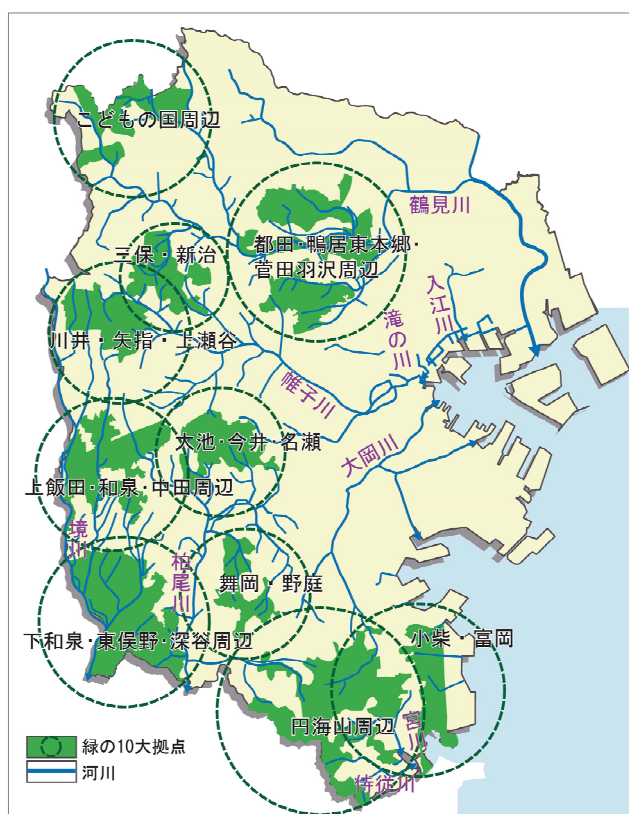 こどもの国周辺
鶴見川
都田・鴨居東本郷・
菅田羽沢周辺
三保・新治
入江川
滝の川
川井・矢指・上瀬谷
帷子川
大池・今井・名瀬
大岡川
上飯田・和泉・中田周辺
境川
柏尾川
舞岡・野庭
下和泉・東俣野・深谷周辺
小柴・富岡
円海山周辺
宮川
侍従川
緑の10大拠点
河川